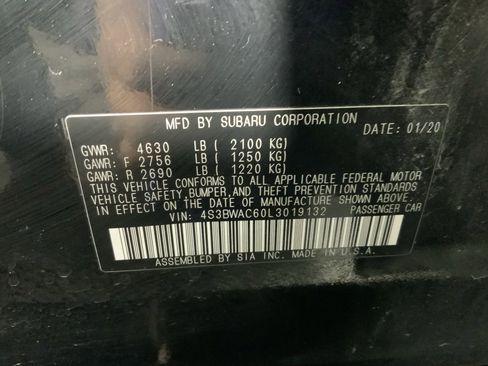 MFD BY SUBARU CORPORATION
DATE: 01/20
GVWR: 4630 LB ( 2100 KG)
GAWR: F 2756 LB ( 1250 KG)
GAWR: R 2690 LB ( 1220 KG)
THIS VEHICLE CONFORMS TO ALL APPLICABLE FEDERAL MOTOR
VEHICLE SAFETY, BUMPER, AND THEFT PREVENTION STANDARDS
IN EFFECT ON THE DATE OF MANUFACTURE SHOWN ABOVE.
VIN: 4S3BWAC60L3019132 PASSENGER CAR
ASSEMBLED BY SIA INC. MADE IN U.S.A.